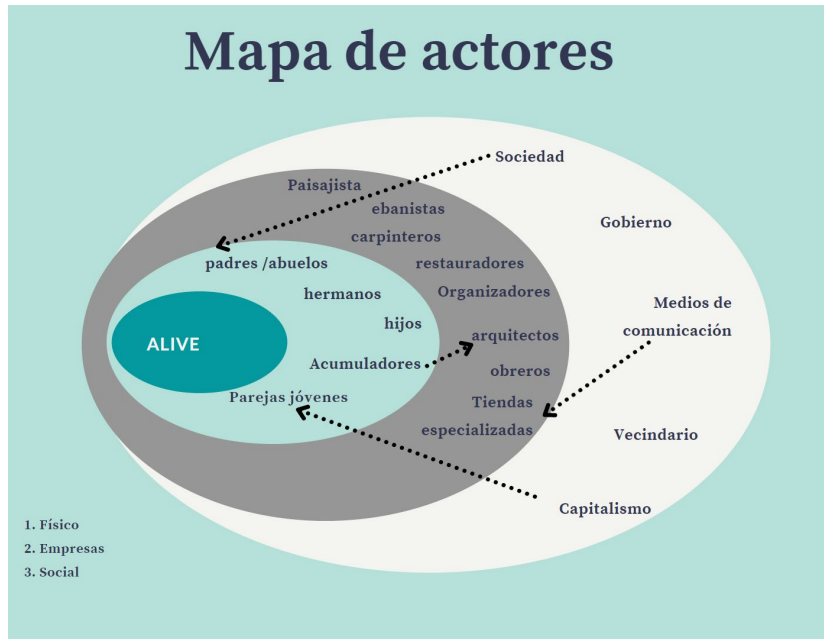 Mapa de actores
Sociedad
Paisajista
ebanistas
Gobierno
carpinteros
padres /abuelos
restauradores
hermanos
Organizadores
Medios de
comunicación
hijos
arquitectos
ALIVE
Acumuladores
obreros
Parejas jóvenes
Tiendas
especializadas
Vecindario
Capitalismo
1. Físico
2. Empresas
3. Social